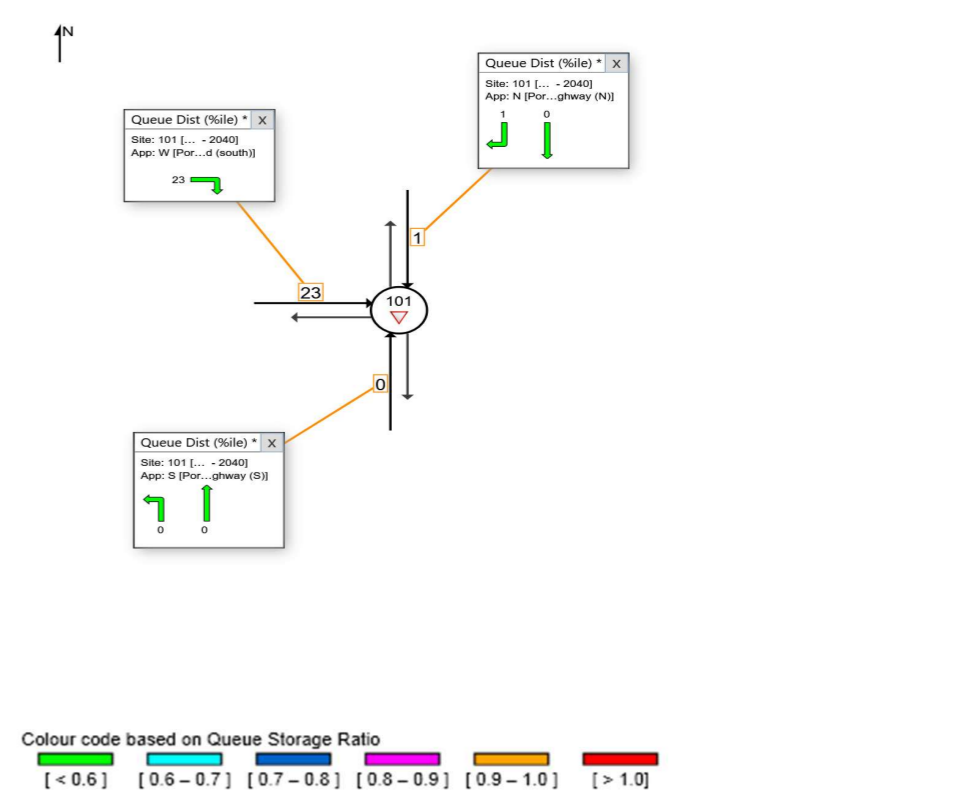 N
Queue Dist (%ile) * x
Site: 101 [... - 2040]
App: N [Por...ghway (N)]
1 0
Queue Dist (%ile) * x
Site: 101 [... - 2040]
App: W [Por...d (south)]
23
1
23
101
0
Queue Dist (%ile) * x
Site: 101 [... - 2040]
App: S [Por...ghway (S)]
0 0
Colour code based on Queue Storage Ratio
[ < 0.6 ] [ 0.6 – 0.7 ] [ 0.7 – 0.8 ] [ 0.8 – 0.9 ] [ 0.9 – 1.0 ] [ > 1.0]